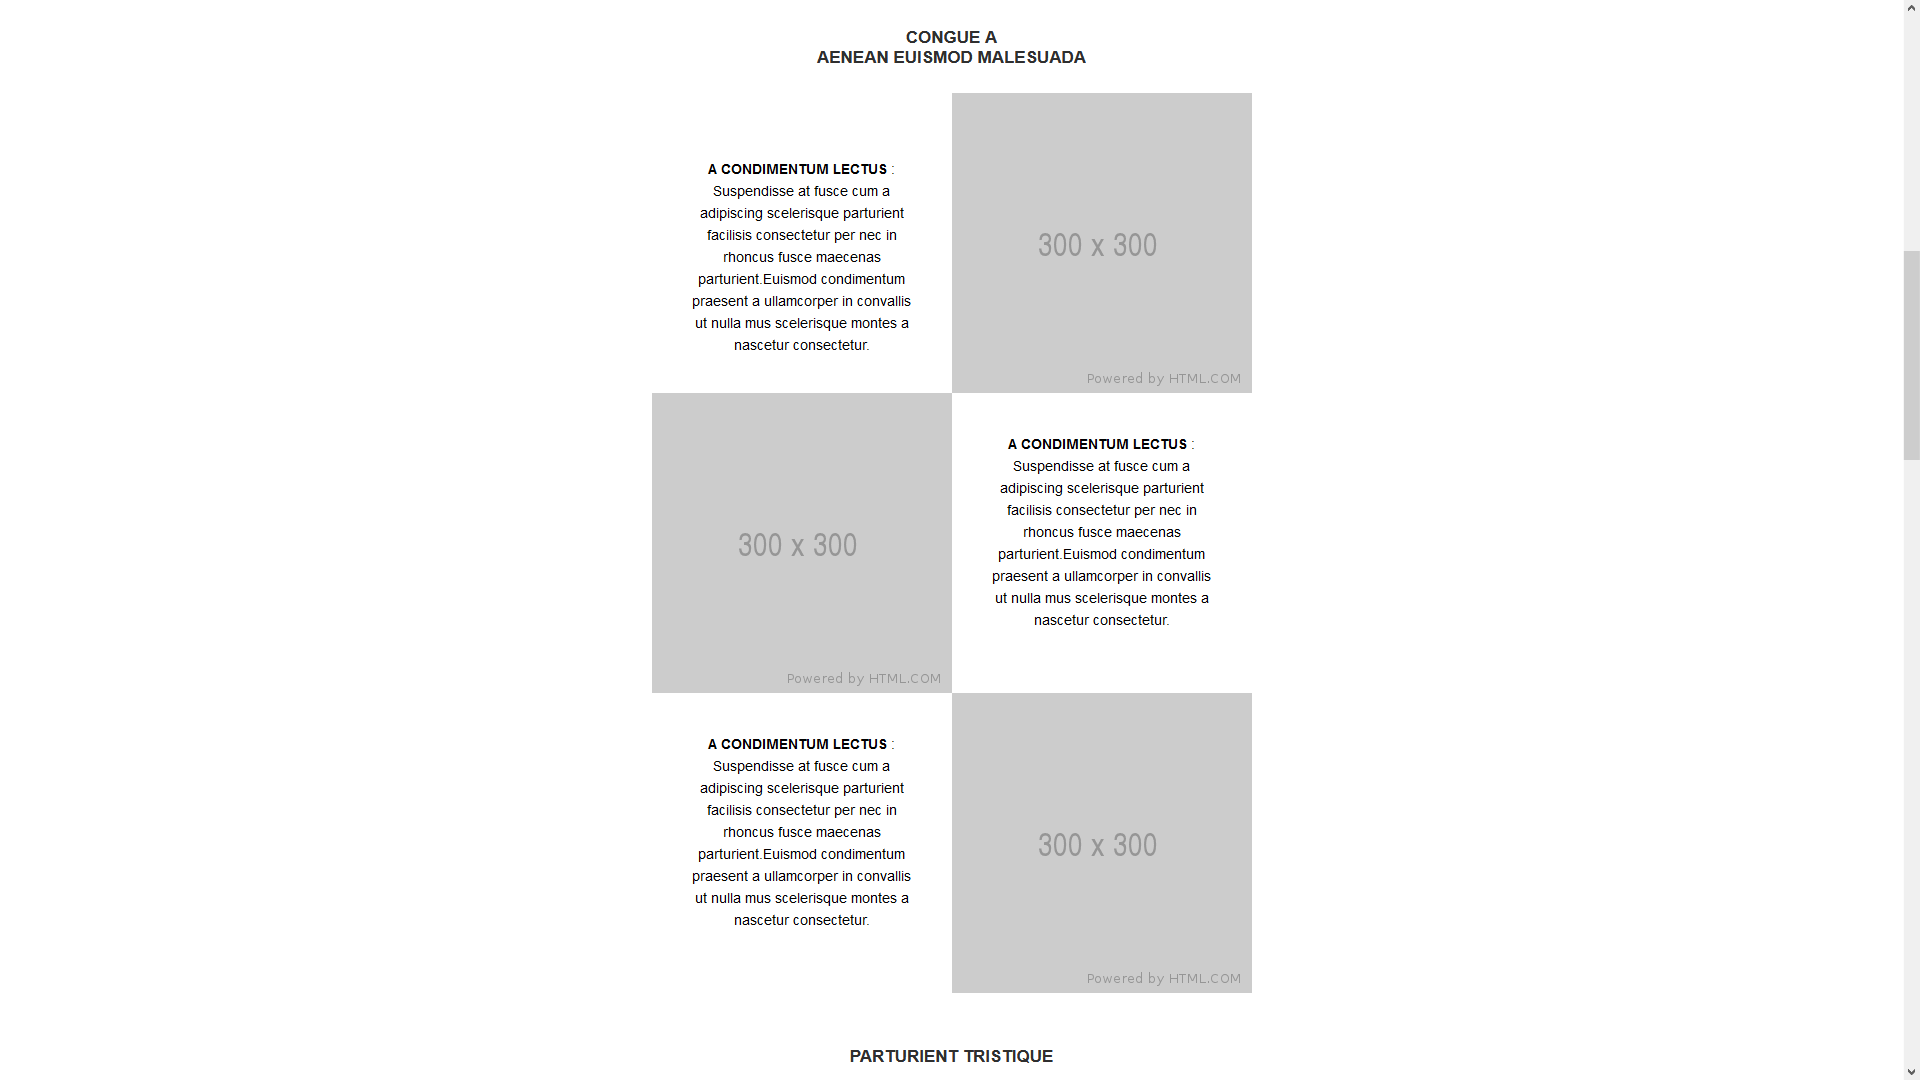 CONGUE A
AENEAN EUISMOD MALESUADA
A CONDIMENTUM LECTUS :
Suspendisse at fusce cum a
adipiscing scelerisque parturient
facilisis consectetur per nec in
rhoncus fusce maecenas
parturient.Euismod condimentum
praesent a ullamcorper in convallis
ut nulla mus scelerisque montes a
nascetur consectetur.
300 x 300
Powered by HTML.COM
300 x 300
Powered by HTML.COM
A CONDIMENTUM LECTUS :
Suspendisse at fusce cum a
adipiscing scelerisque parturient
facilisis consectetur per nec in
rhoncus fusce maecenas
parturient.Euismod condimentum
praesent a ullamcorper in convallis
ut nulla mus scelerisque montes a
nascetur consectetur.
A CONDIMENTUM LECTUS :
Suspendisse at fusce cum a
adipiscing scelerisque parturient
facilisis consectetur per nec in
rhoncus fusce maecenas
parturient.Euismod condimentum
praesent a ullamcorper in convallis
ut nulla mus scelerisque montes a
nascetur consectetur.
300 x 300
Powered by HTML.COM
PARTURIENT TRISTIQUE